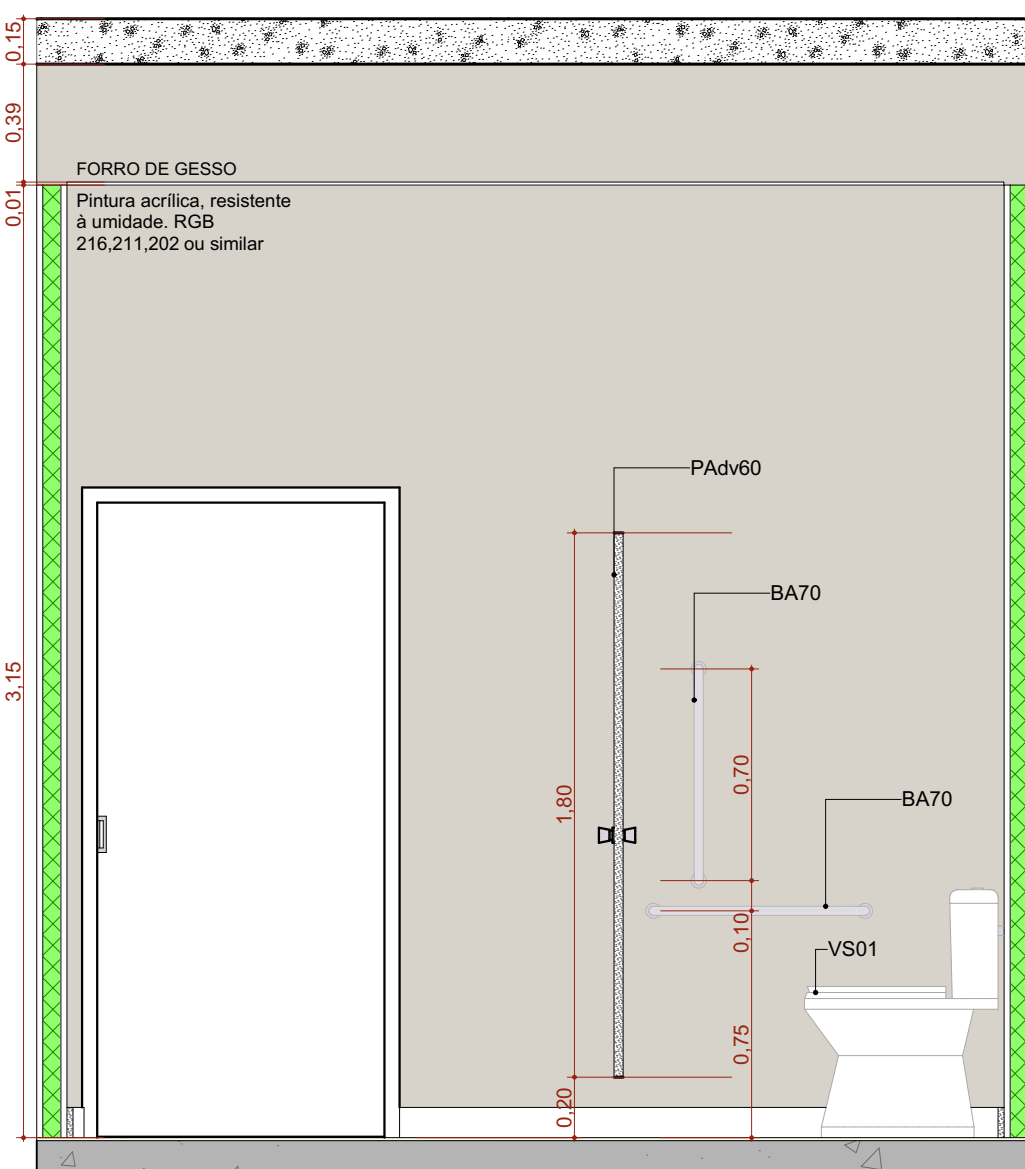 0,15
0,39
FORRO DE GESSO
0,01
Pintura acrílica, resistente
à umidade. RGB
216,211,202 ou similar
PAdv60
BA70
3,15
0,70
1,80
BA70
0,10
VS01
0,75
0,20